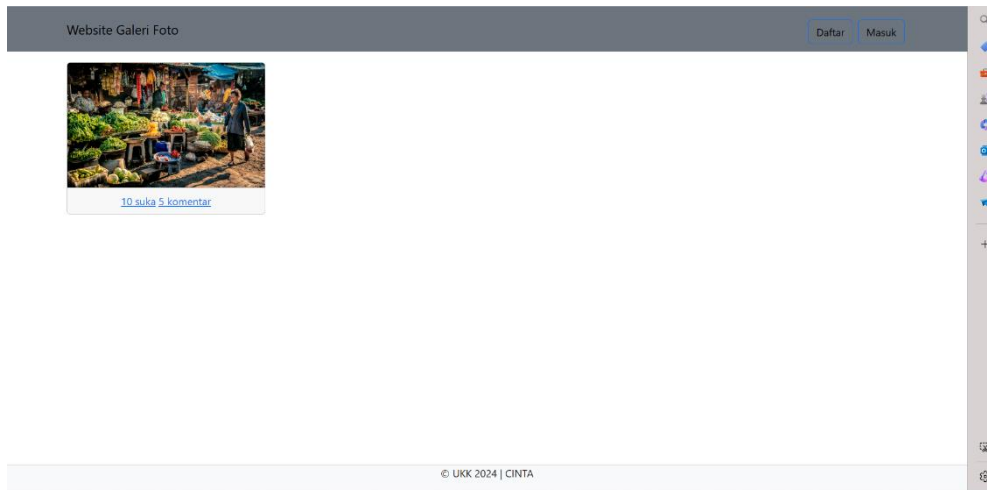 Website Galeri Foto
Daftar Masuk
10 suka 5 komentar
© UKK 2024 | CINTA